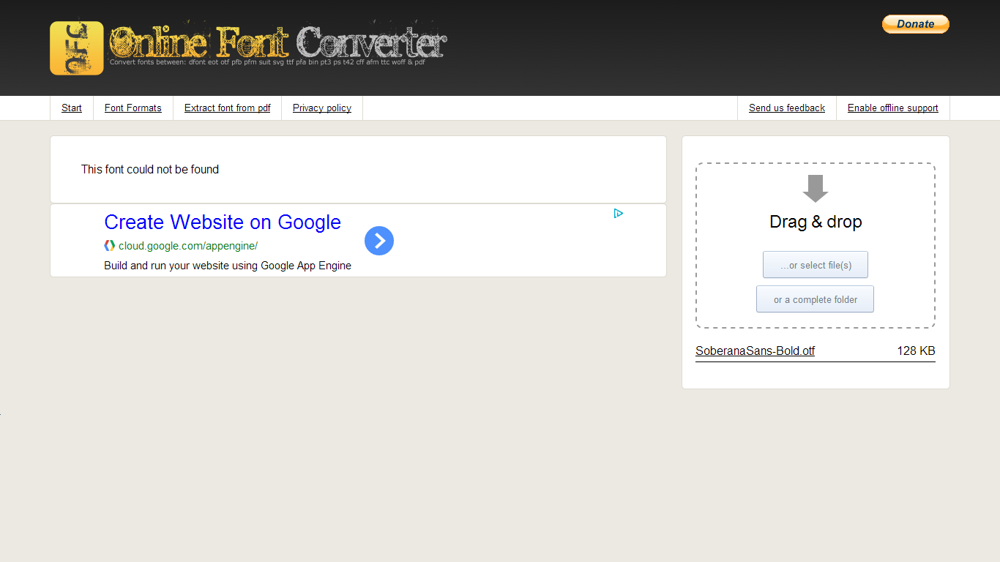 OFC
Online Font Converter
Convert fonts between: dfont eot otf pfb pfm suit svg ttf pfa bin pt3 ps t42 cff afm ttc woff & pdf
Donate
Start
Font Formats
Extract font from pdf
Privacy policy
Send us feedback
Enable offline support
This font could not be found
Create Website on Google
cloud.google.com/appengine/
Build and run your website using Google App Engine
Drag & drop
...or select file(s)
or a complete folder
SoberanaSans-Bold.otf 128 KB